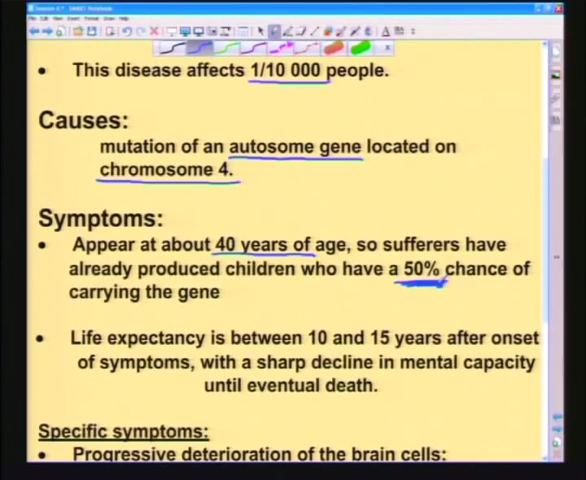 • This disease affects 1/10 000 people.
Causes:
mutation of an autosome gene located on
chromosome 4.
Symptoms:
• Appear at about 40 years of age, so sufferers have
already produced children who have a 50% chance of
carrying the gene
• Life expectancy is between 10 and 15 years after onset
of symptoms, with a sharp decline in mental capacity
until eventual death.
Specific symptoms:
• Progressive deterioration of the brain cells: